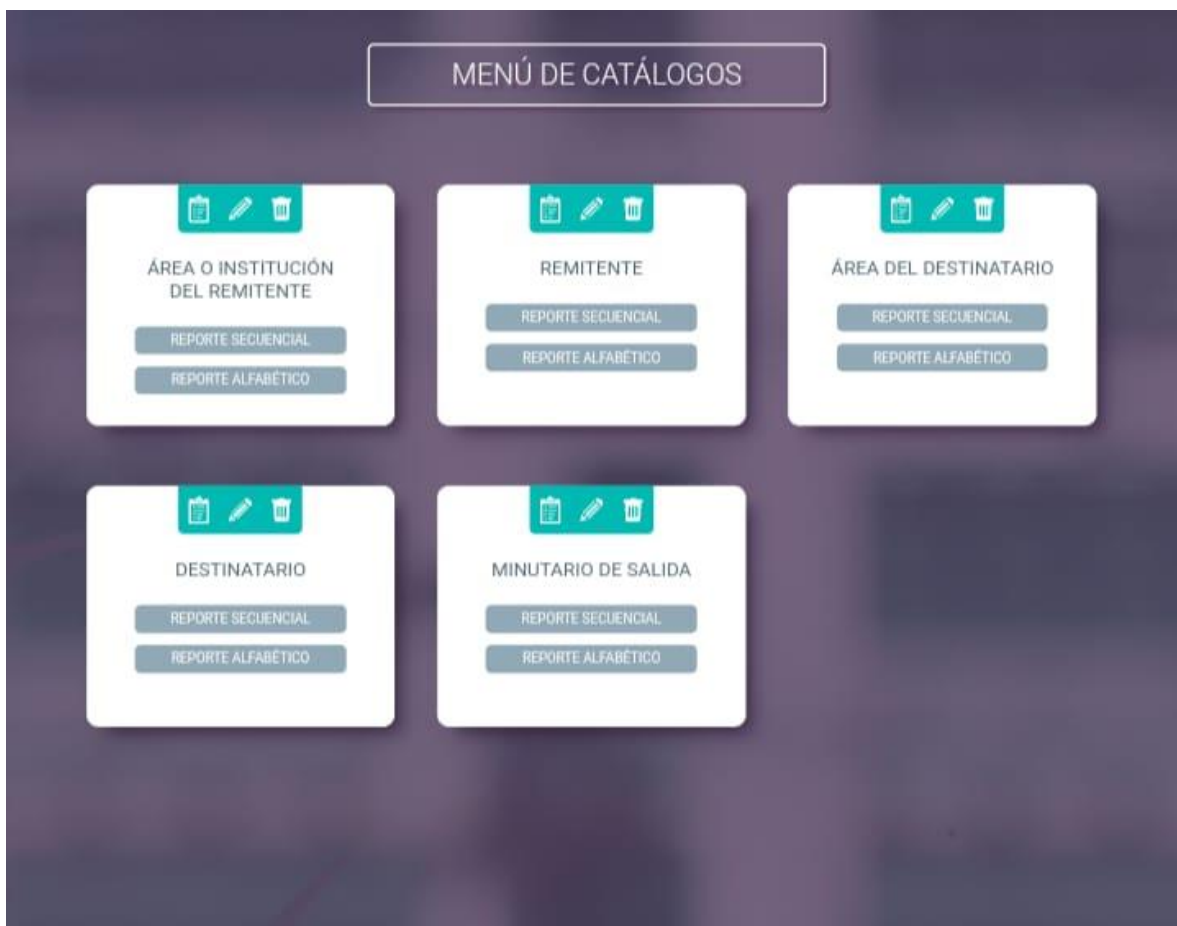 MENÚ DE CATÁLOGOS
ÁREA O INSTITUCIÓN
DEL REMITENTE
REPORTE SECUENCIAL
REPORTE ALFABÉTICO
REMITENTE
REPORTE SECUENCIAL
REPORTE ALFABÉTICO
ÁREA DEL DESTINATARIO
REPORTE SECUENCIAL
REPORTE ALFABÉTICO
DESTINATARIO
REPORTE SECUENCIAL
REPORTE ALFABÉTICO
MINUTARIO DE SALIDA
REPORTE SECUENCIAL
REPORTE ALFABÉTICO